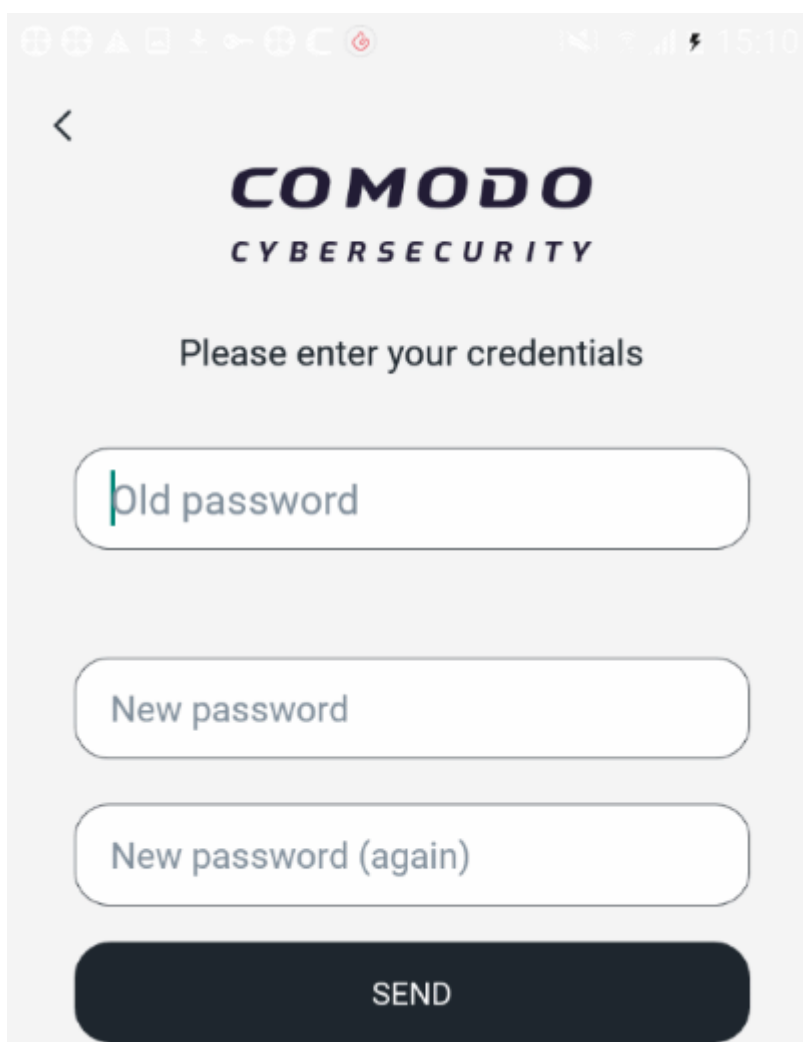 15:10
COMODO
CYBERSECURITY
Please enter your credentials
Old password
New password
New password (again)
SEND